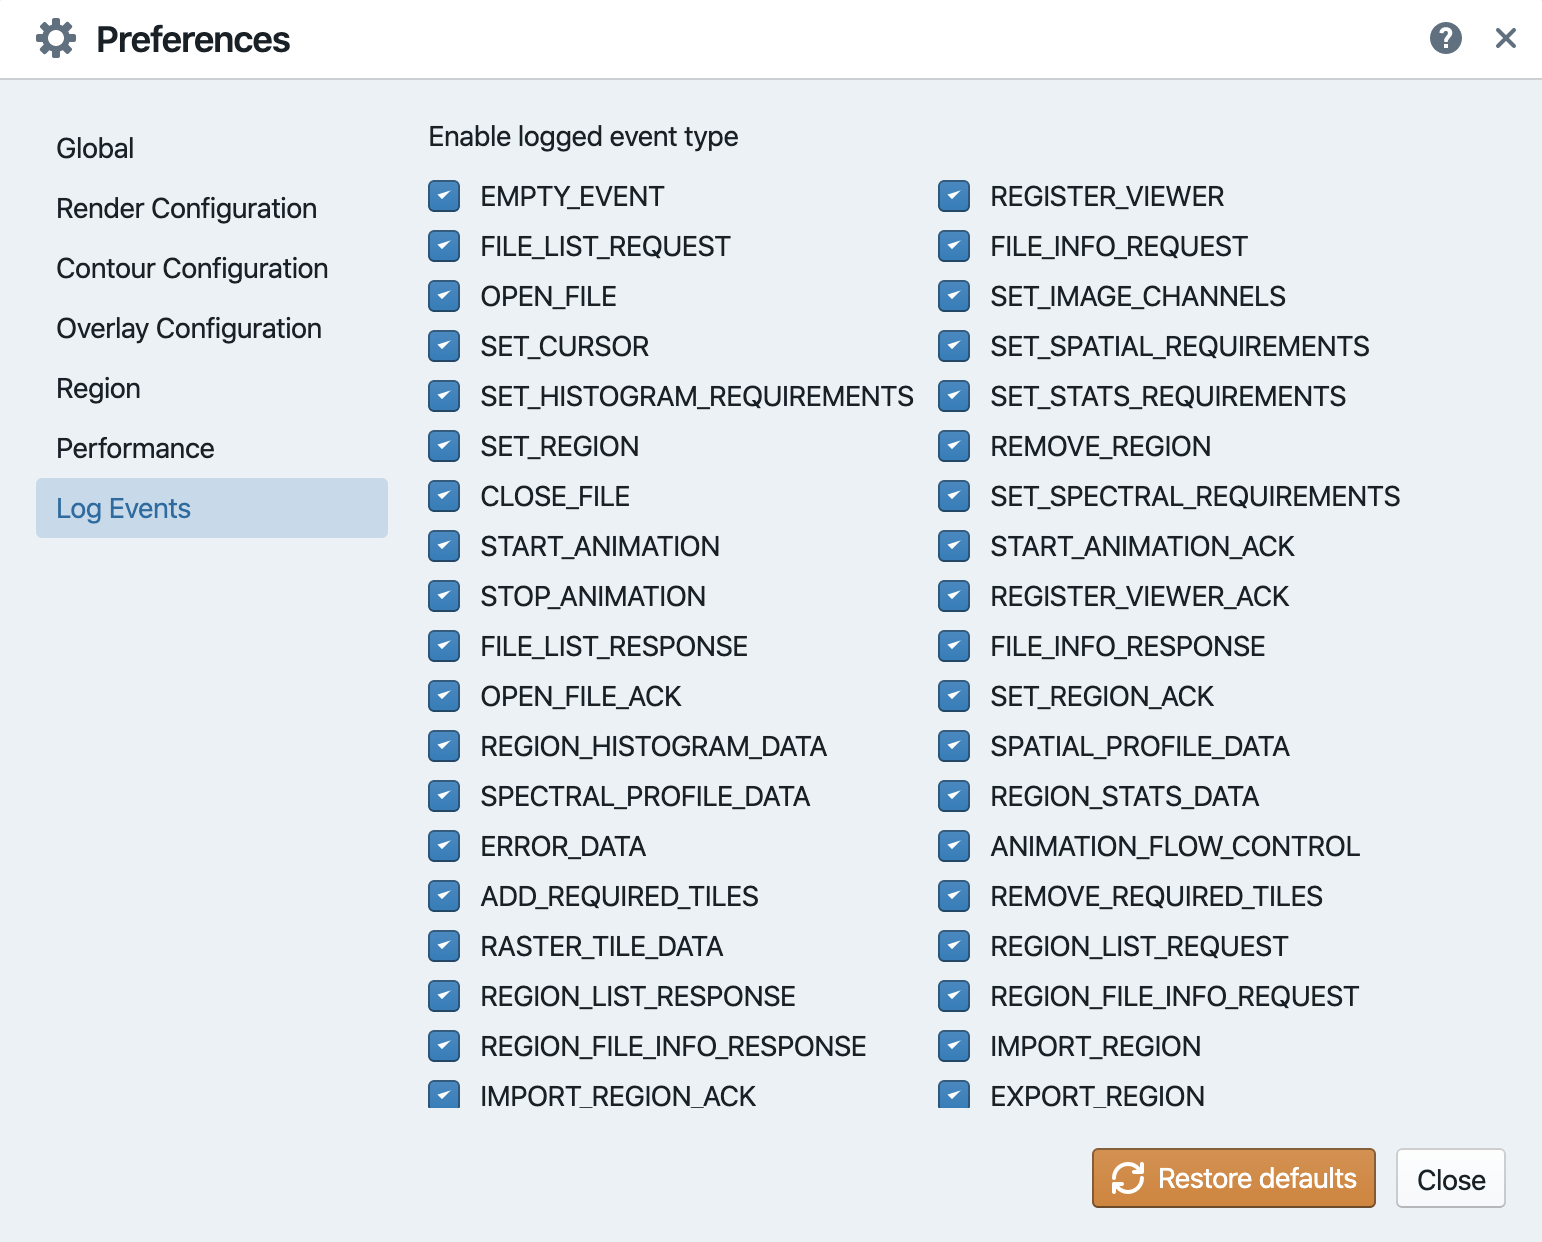 Preferences
Global
Render Configuration
Contour Configuration
Overlay Configuration
Region
Performance
Log Events
Enable logged event type
EMPTY_EVENT
REGISTER_VIEWER
FILE_LIST_REQUEST
FILE_INFO_REQUEST
OPEN_FILE
SET_IMAGE_CHANNELS
SET_CURSOR
SET_SPATIAL_REQUIREMENTS
SET_HISTOGRAM_REQUIREMENTS
SET_STATS_REQUIREMENTS
SET_REGION
REMOVE_REGION
CLOSE_FILE
SET_SPECTRAL_REQUIREMENTS
START_ANIMATION
START_ANIMATION_ACK
STOP_ANIMATION
REGISTER_VIEWER_ACK
FILE_LIST_RESPONSE
FILE_INFO_RESPONSE
OPEN_FILE_ACK
SET_REGION_ACK
REGION_HISTOGRAM_DATA
SPATIAL_PROFILE_DATA
SPECTRAL_PROFILE_DATA
REGION_STATS_DATA
ERROR_DATA
ANIMATION_FLOW_CONTROL
ADD_REQUIRED_TILES
REMOVE_REQUIRED_TILES
RASTER_TILE_DATA
REGION_LIST_REQUEST
REGION_LIST_RESPONSE
REGION_FILE_INFO_REQUEST
REGION_FILE_INFO_RESPONSE
IMPORT_REGION
IMPORT_REGION_ACK
EXPORT_REGION
Restore defaults
Close